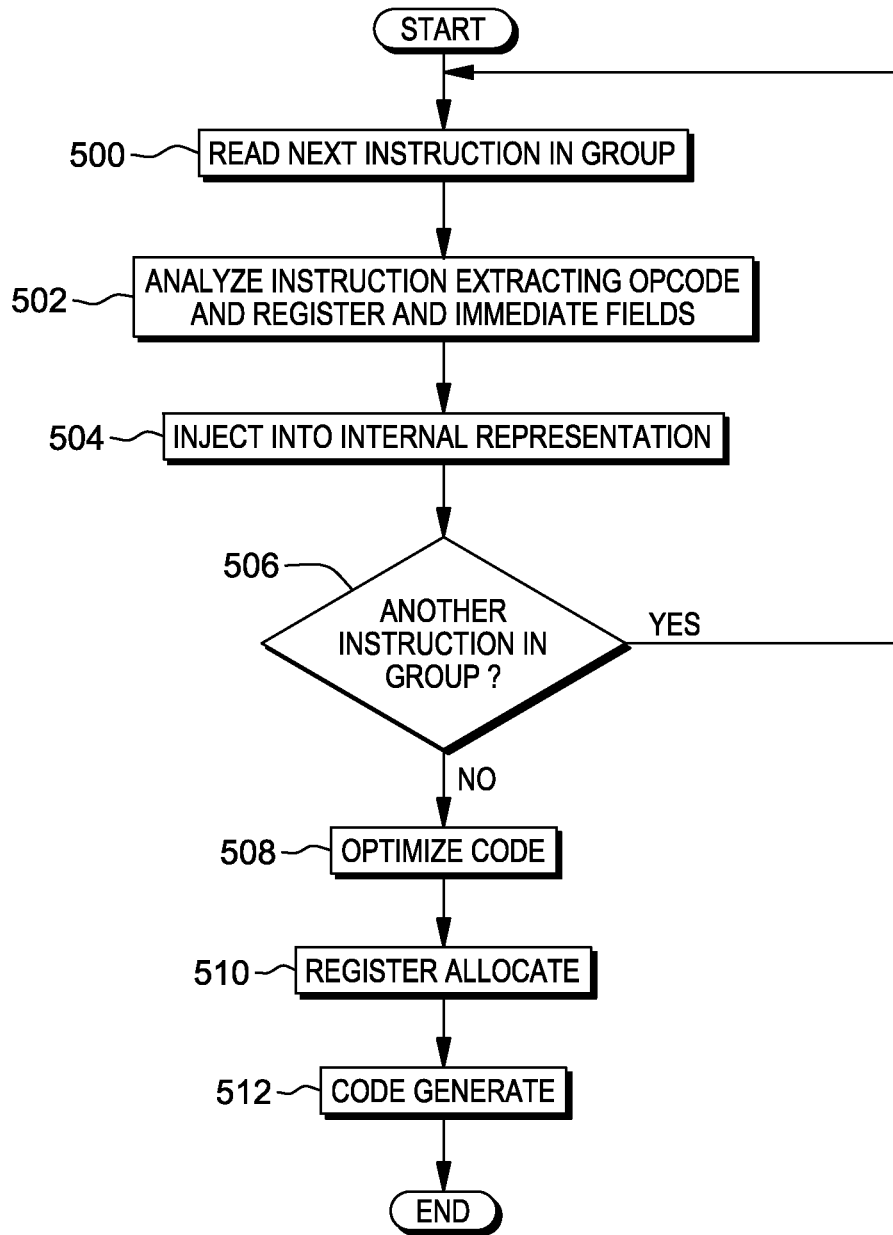 START
500
READ NEXT INSTRUCTION IN GROUP
502
ANALYZE INSTRUCTION EXTRACTING OPCODE
AND REGISTER AND IMMEDIATE FIELDS
504
INJECT INTO INTERNAL REPRESENTATION
506
ANOTHER
INSTRUCTION IN
GROUP ?
YES
NO
508
OPTIMIZE CODE
510
REGISTER ALLOCATE
512
CODE GENERATE
END